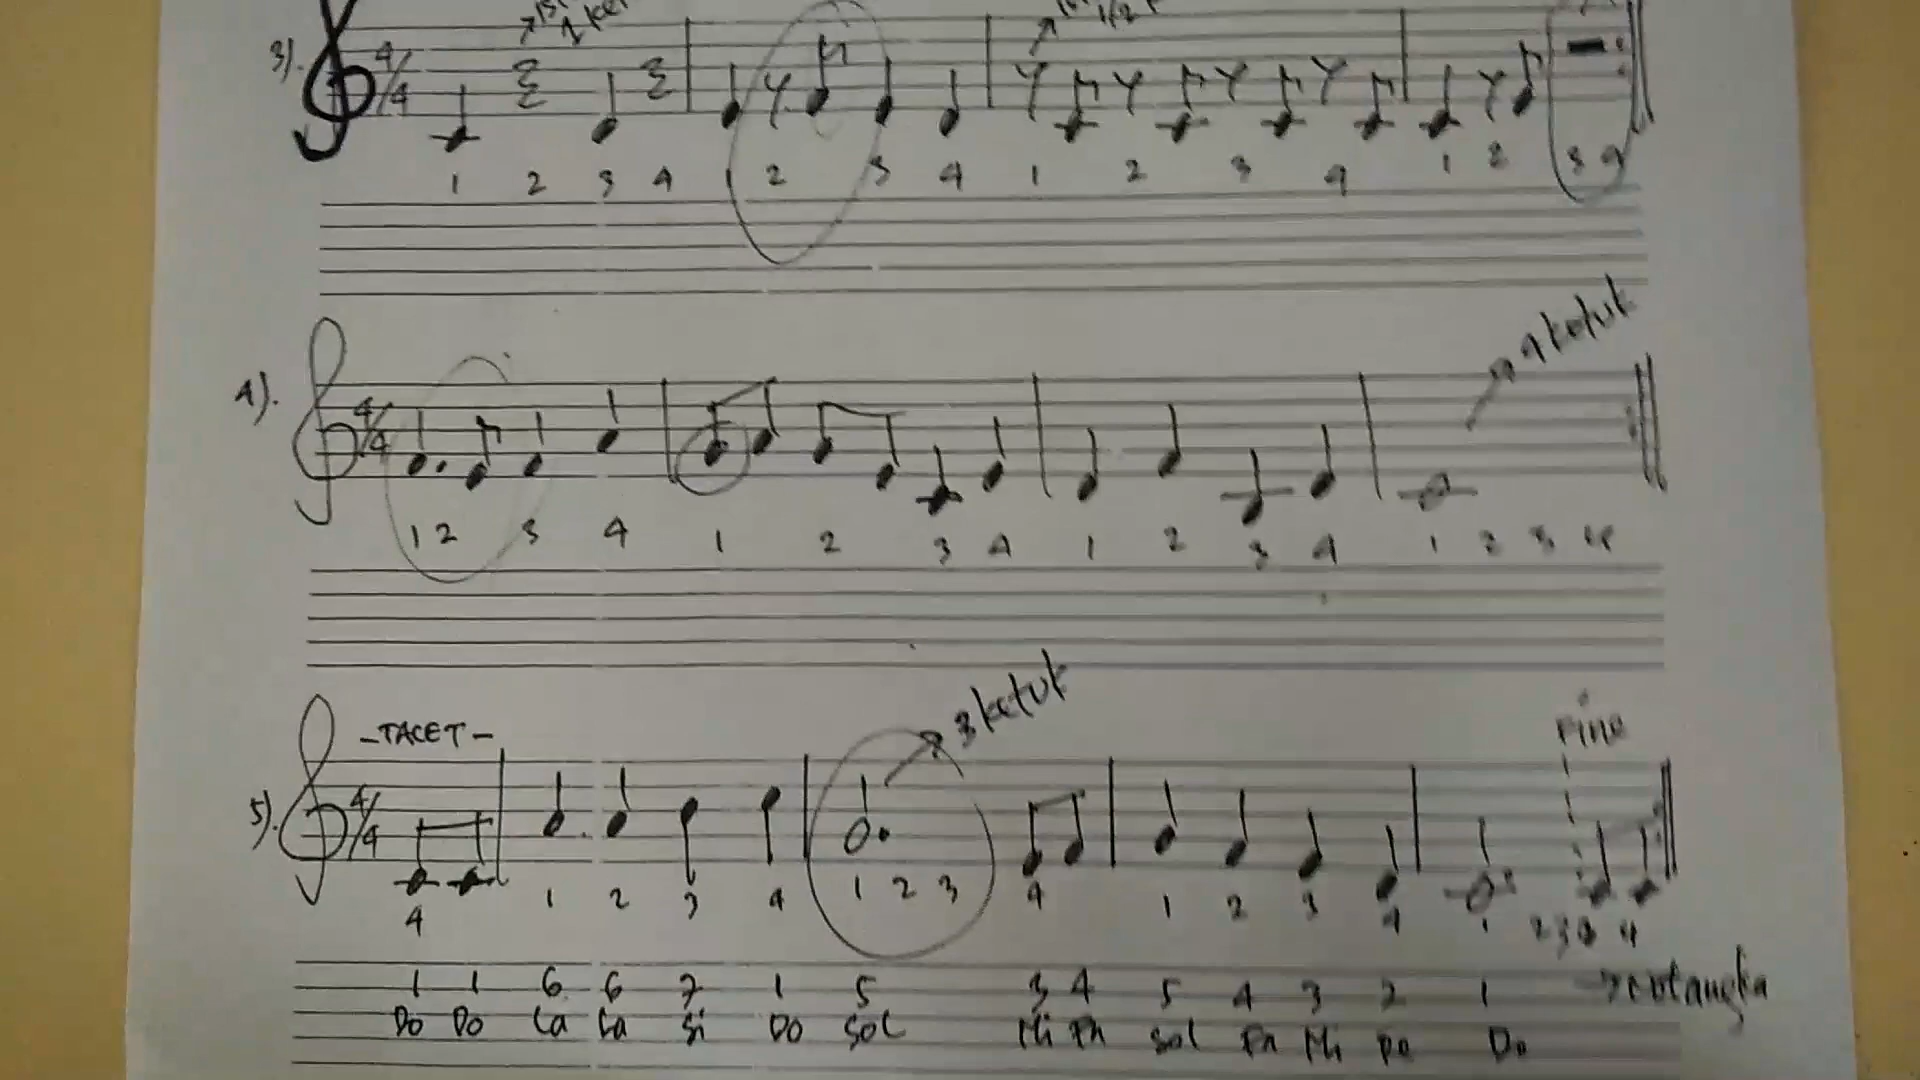 3).
4/4
1 2 3 4 1 2 3 4 1 2 3 4 1 2 3 4
4 ketuk
4).
4/4
1 2 3 4 1 2 3 4 1 2 3 4 1 2 3 4
3 ketuk
Fine
-TACET-
5).
4/4
4 1 2 3 4 1 2 3 4 1 2 3 4 1 2 3 4
1 1 6 6 7 1 5 3 4 5 4 3 2 1
Do Do La La Si Do Sol Mi Fa Sol Fa Mi Re Do